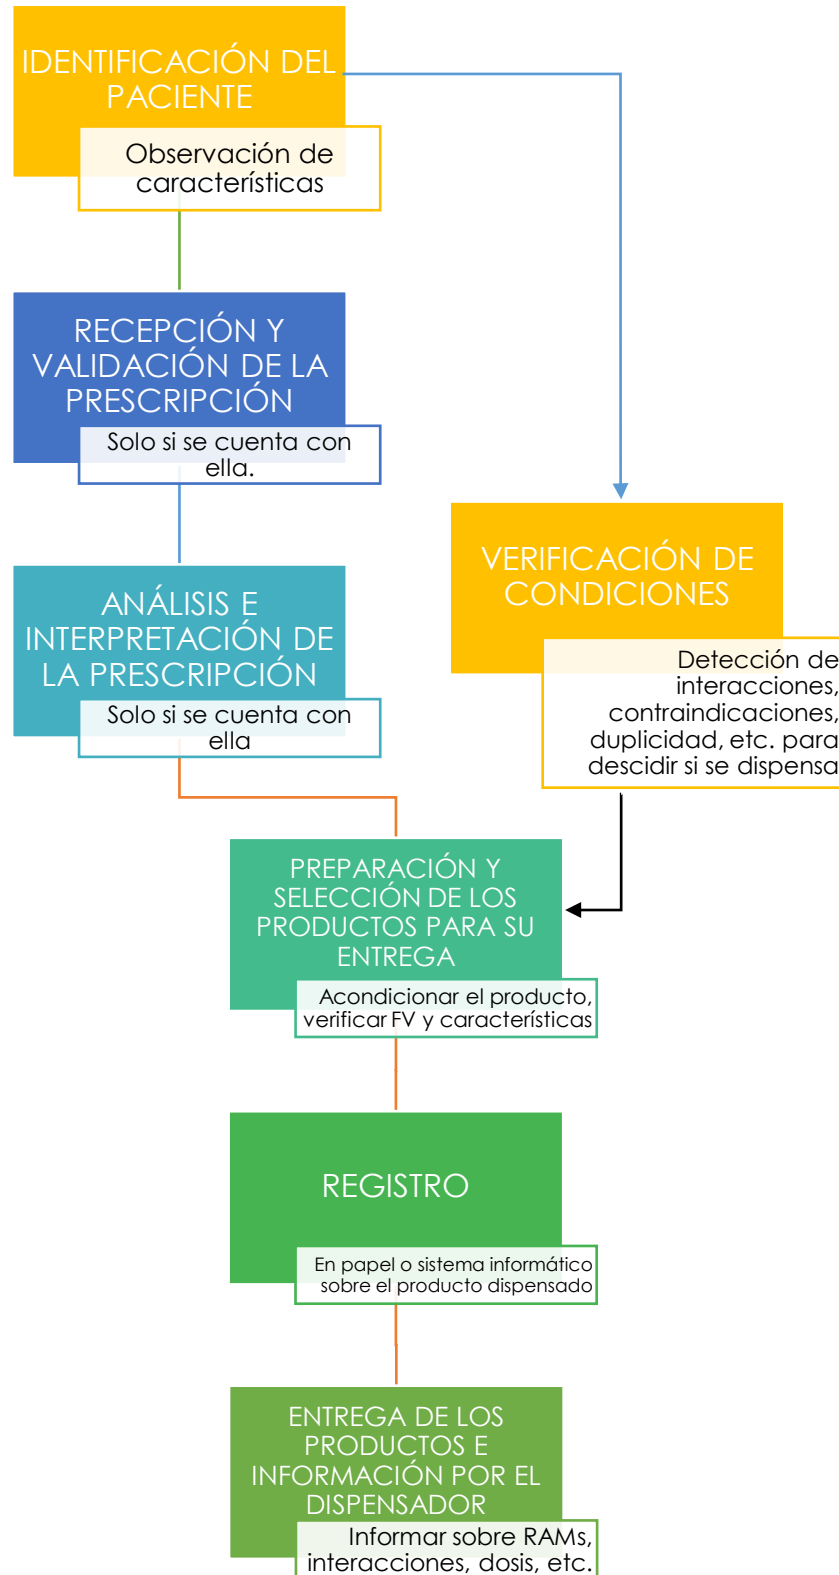 IDENTIFICACIÓN DEL
PACIENTE
Observación de
características
RECEPCIÓN Y
VALIDACIÓN DE LA
PRESCRIPCIÓN
Solo si se cuenta con
ella.
ANÁLISIS E
INTERPRETACIÓN DE
LA PRESCRIPCIÓN
Solo si se cuenta con
ella
VERIFICACIÓN DE
CONDICIONES
Detección de
interacciones,
contraindicaciones,
duplicidad, etc. para
descidir si se dispensa
PREPARACIÓN Y
SELECCIÓN DE LOS
PRODUCTOS PARA SU
ENTREGA
Acondicionar el producto,
verificar FV y características
REGISTRO
En papel o sistema informático
sobre el producto dispensado
ENTREGA DE LOS
PRODUCTOS E
INFORMACIÓN POR EL
DISPENSADOR
Informar sobre RAMs,
interacciones, dosis, etc.